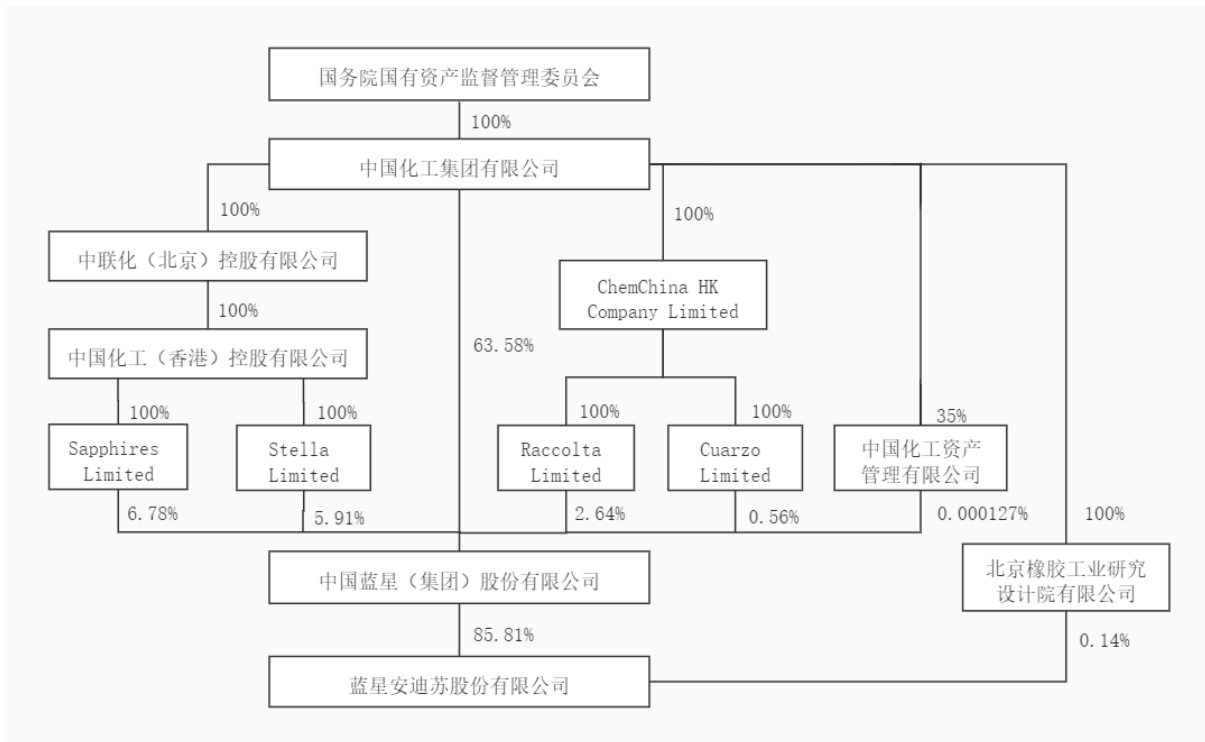 国务院国有资产监督管理委员会
100%
中国化工集团有限公司
100%
100%
中联化（北京）控股有限公司
ChemChina HK
Company Limited
100%
63.58%
中国化工（香港）控股有限公司
100%
100%
100%
100%
35%
Sapphires
Limited
Stella
Limited
Raccolta
Limited
Cuarzo
Limited
中国化工资产
管理有限公司
6.78%
5.91%
2.64%
0.56%
0.000127%
100%
中国蓝星（集团）股份有限公司
北京橡胶工业研究
设计院有限公司
85.81%
0.14%
蓝星安迪苏股份有限公司